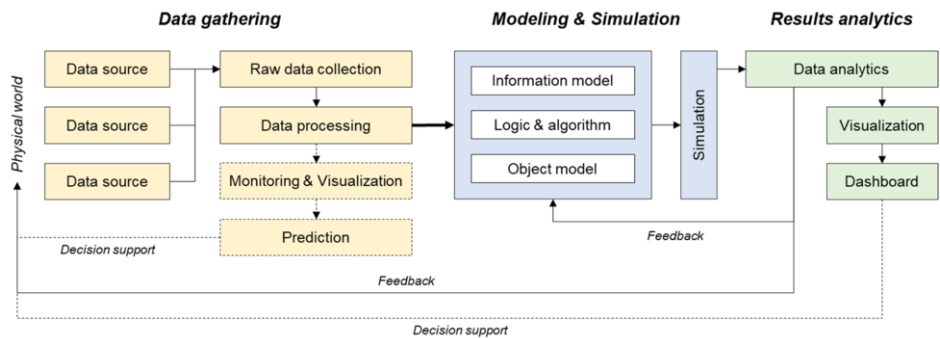 Data gathering
Modeling & Simulation
Results analytics
Physical world
Data source
Data source
Data source
Raw data collection
Data processing
Monitoring & Visualization
Prediction
Decision support
Information model
Logic & algorithm
Object model
Simulation
Data analytics
Visualization
Dashboard
Feedback
Feedback
Decision support